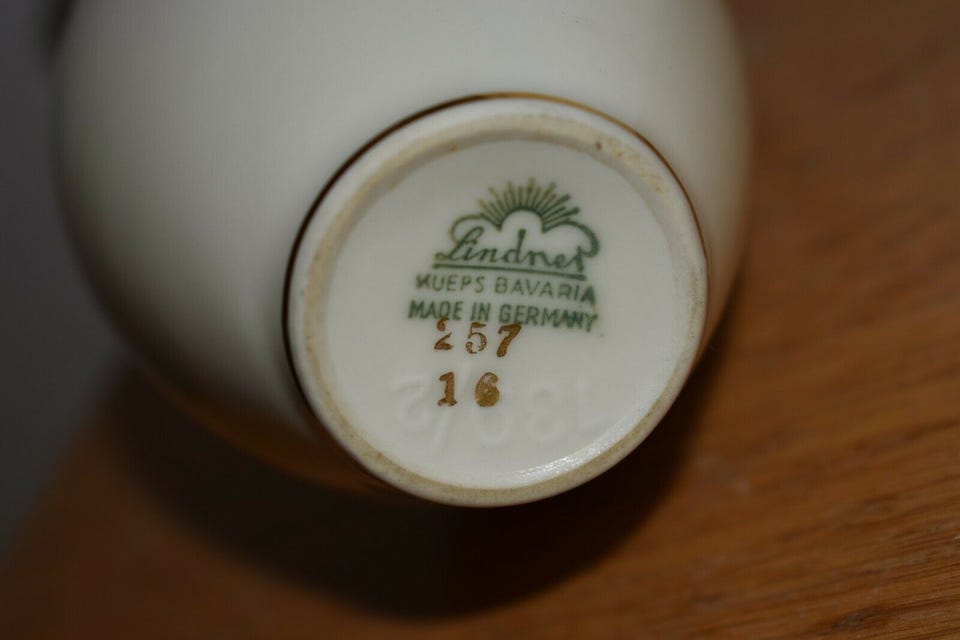 Lindner
KUEPS BAVARIA
MADE IN GERMANY
257
16